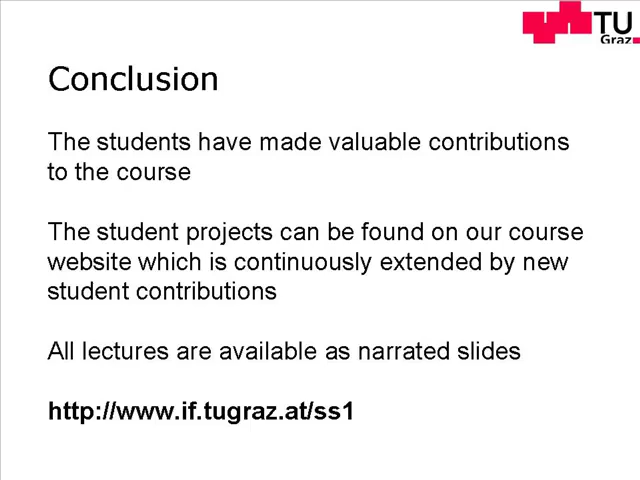 TU
Graz
Conclusion
The students have made valuable contributions
to the course
The student projects can be found on our course
website which is continuously extended by new
student contributions
All lectures are available as narrated slides
http://www.if.tugraz.at/ss1